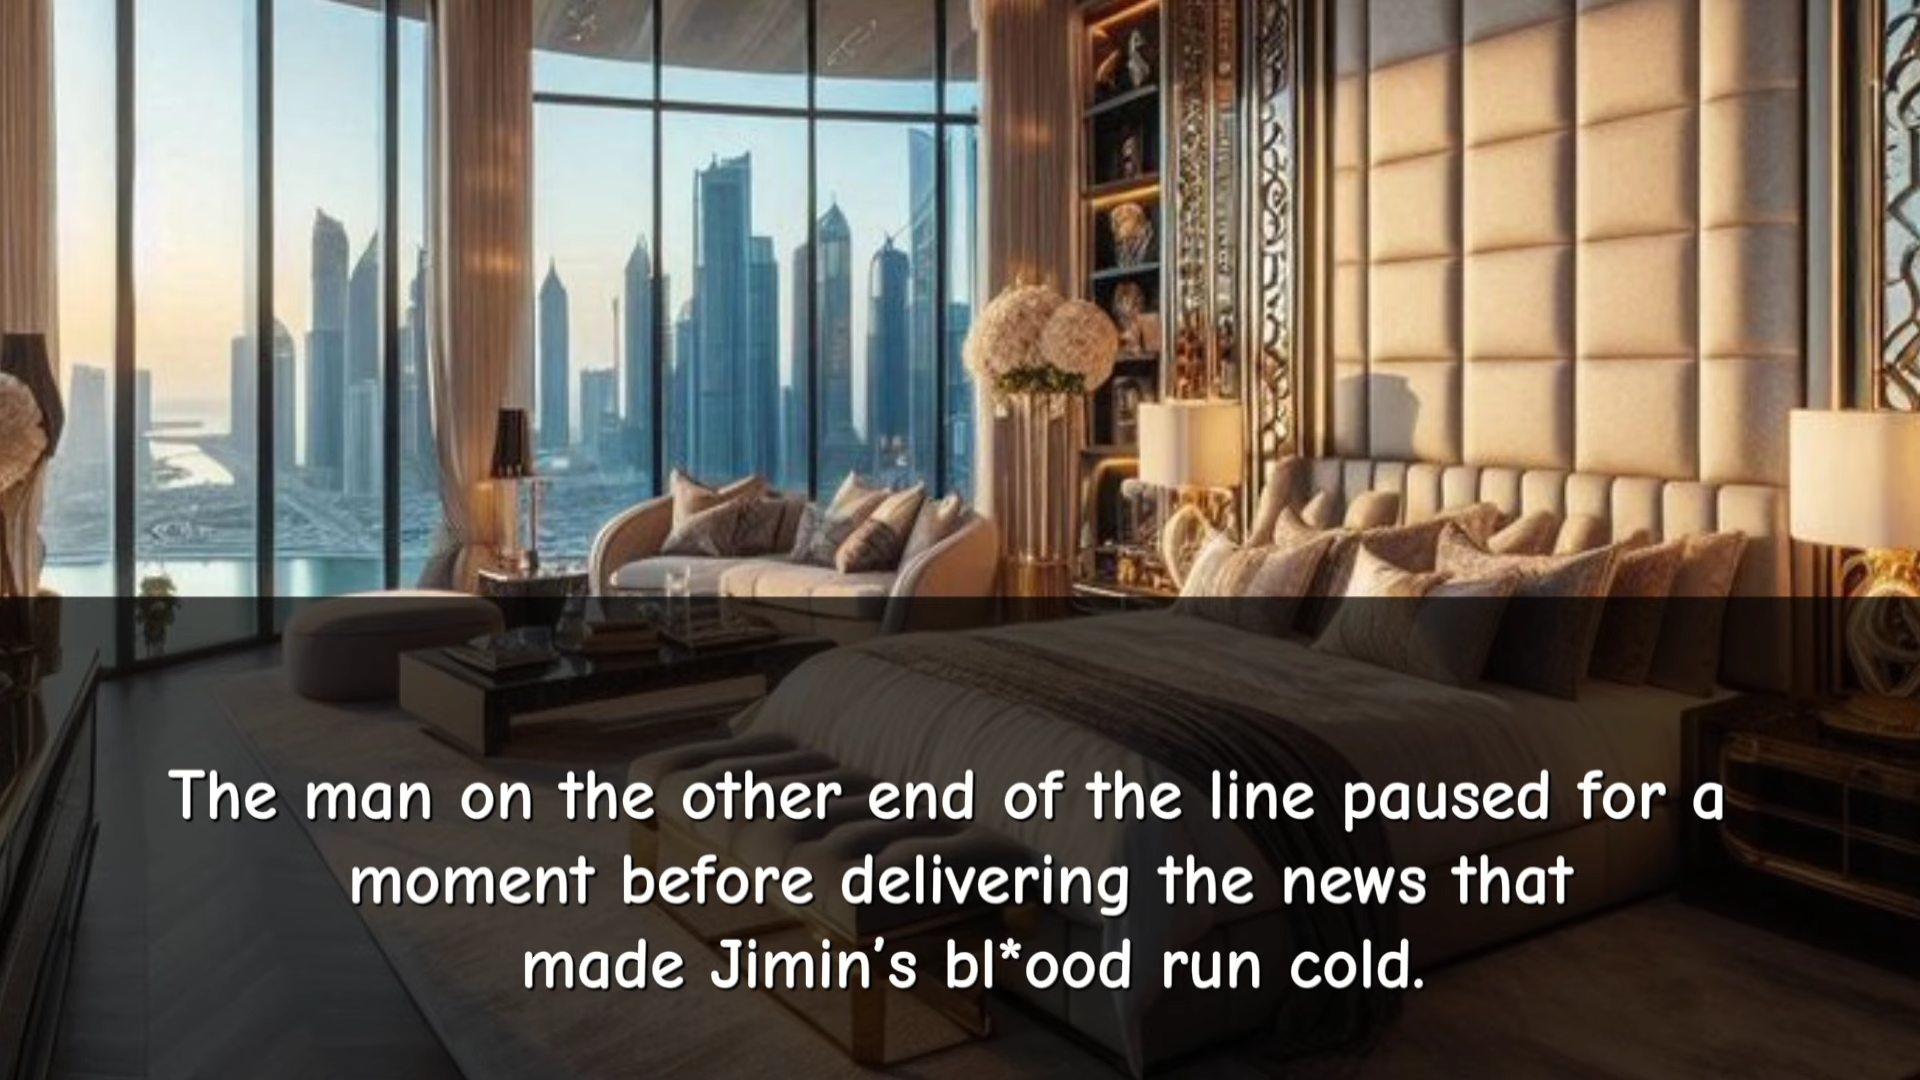 The man on the other end of the line paused for a
moment before delivering the news that
made Jimin's bl*ood run cold.